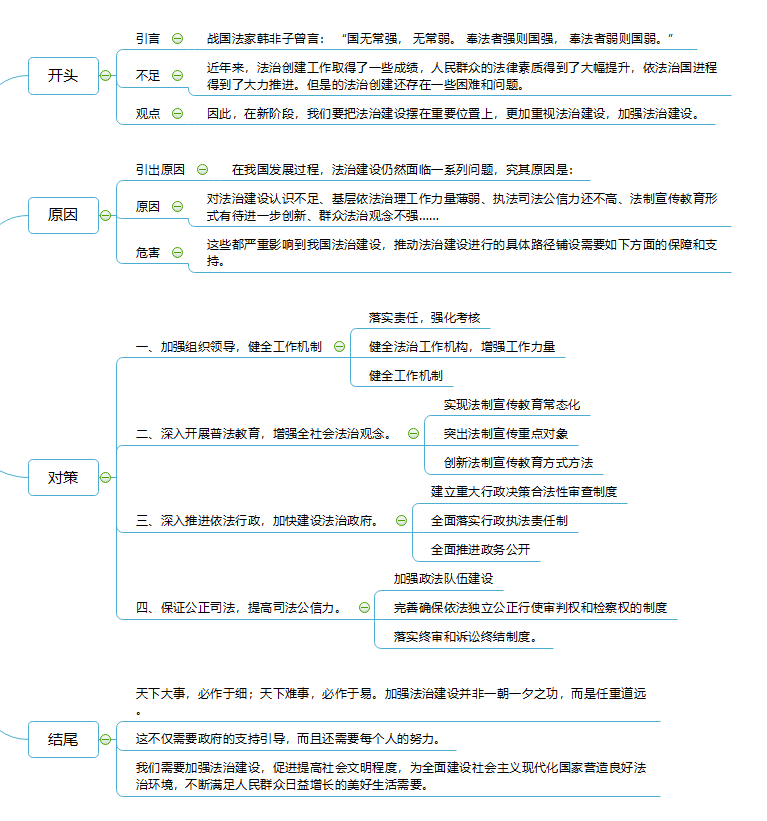 开头
引言
战国法家韩非子曾言：“国无常强，无常弱。奉法者强则国强，奉法者弱则国弱。”
不足
近年来，法治创建工作取得了一些成绩，人民群众的法律素质得到了大幅提升，依法治国进程
得到了大力推进。但是的法治创建还存在一些困难和问题。
观点
因此，在新阶段，我们要把法治建设摆在重要位置上，更加重视法治建设，加强法治建设。
原因
引出原因
在我国发展过程，法治建设仍然面临一系列问题，究其原因是：
原因
对法治建设认识不足、基层依法治理工作力量薄弱、执法司法公信力还不高、法制宣传教育形
式有待进一步创新、群众法治观念不强......
危害
这些都严重影响到我国法治建设，推动法治建设进行的具体路径铺设需要如下方面的保障和支
持。
对策
一、加强组织领导，健全工作机制
落实责任，强化考核
健全法治工作机构，增强工作力量
健全工作机制
二、深入开展普法教育，增强全社会法治观念。
实现法制宣传教育常态化
突出法制宣传重点对象
创新法制宣传教育方式方法
三、深入推进依法行政，加快建设法治政府。
建立重大行政决策合法性审查制度
全面落实行政执法责任制
全面推进政务公开
四、保证公正司法，提高司法公信力。
加强政法队伍建设
完善确保依法独立公正行使审判权和检察权的制度
落实终审和诉讼终结制度。
结尾
天下大事，必作于细；天下难事，必作于易。加强法治建设并非一朝一夕之功，而是任重道远
。
这不仅需要政府的支持引导，而且还需要每个人的努力。
我们需要加强法治建设，促进提高社会文明程度，为全面建设社会主义现代化国家营造良好法
治环境，不断满足人民群众日益增长的美好生活需要。